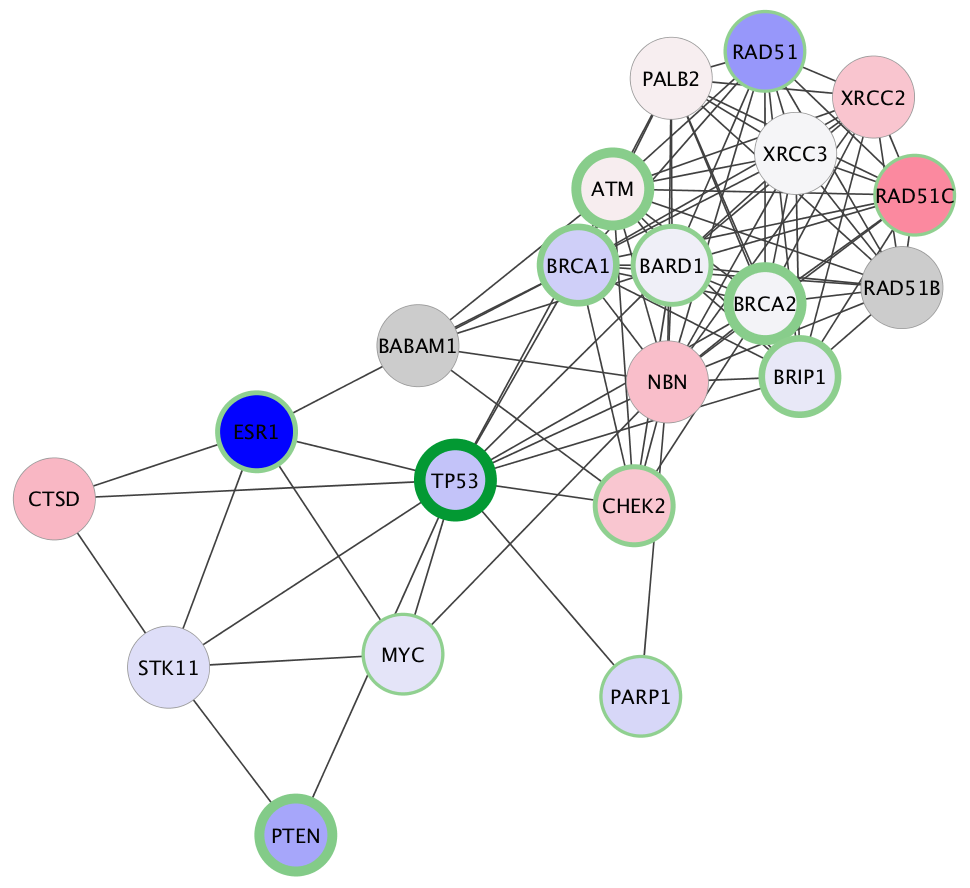 RAD51
PALB2
XRCC2
XRCC3
ATM
RAD51C
BRCA1
BARD1
RAD51B
BRCA2
BABAM1
BRIP1
NBN
ESR1
TP53
CTSD
CHEK2
MYC
STK11
PARP1
PTEN